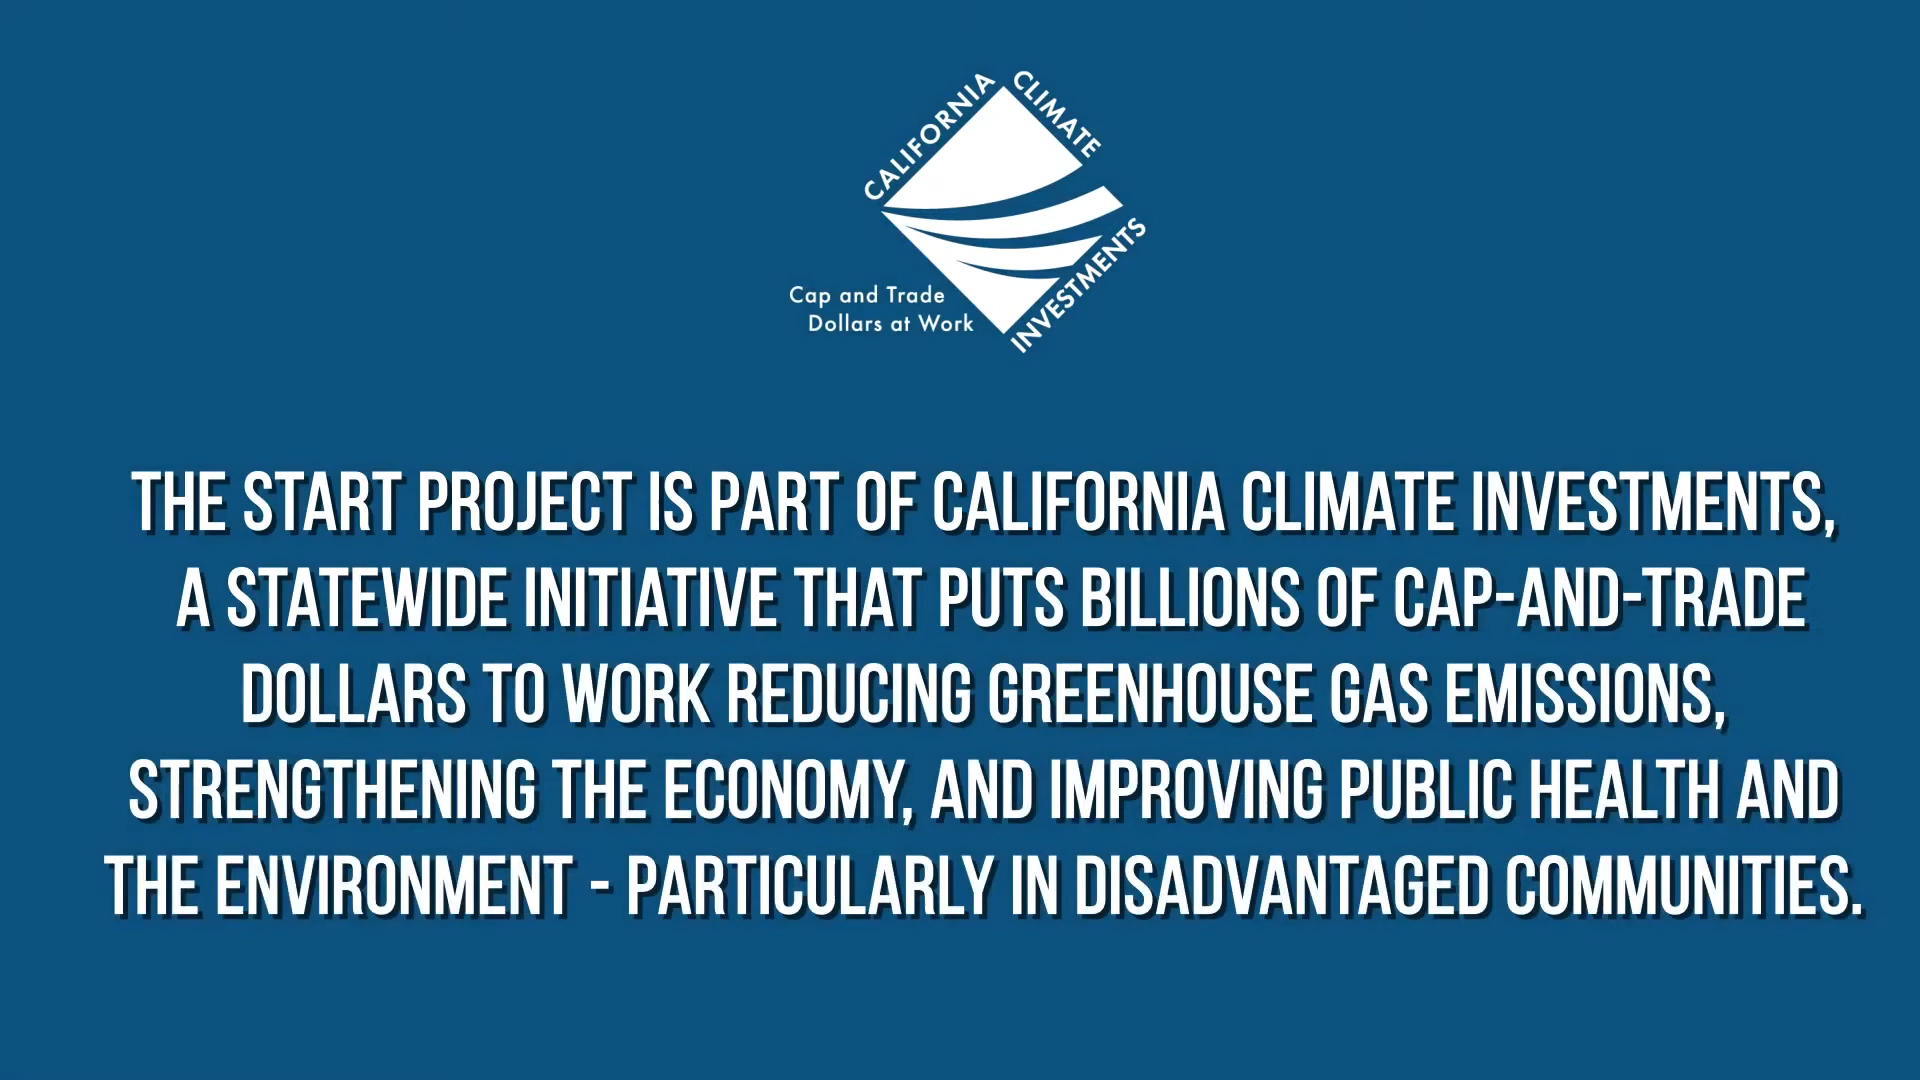 CALIFORNIA CLIMATE
INVESTMENTS
Cap and Trade
Dollars at Work
THE START PROJECT IS PART OF CALIFORNIA CLIMATE INVESTMENTS,
A STATEWIDE INITIATIVE THAT PUTS BILLIONS OF CAP-AND-TRADE
DOLLARS TO WORK REDUCING GREENHOUSE GAS EMISSIONS,
STRENGTHENING THE ECONOMY, AND IMPROVING PUBLIC HEALTH AND
THE ENVIRONMENT - PARTICULARLY IN DISADVANTAGED COMMUNITIES.